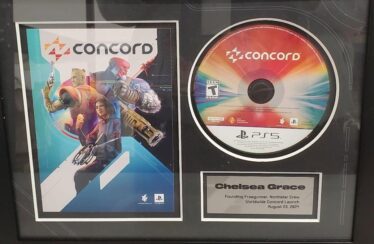 CONCORD
CONCORD
T
PS5
Chelsea Grace
Founding Freegunner, Northstar Crew
Worldwide Concord Launch
August 23, 2024